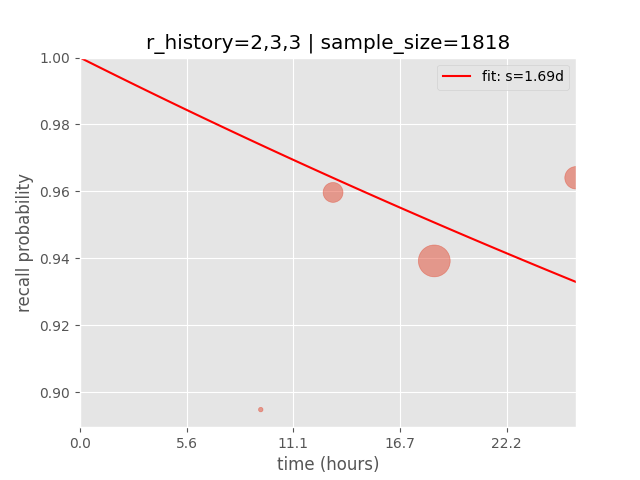 r_history=2,3,3 | sample_size=1818
fit: s=1.69d
1.00
0.98
0.96
0.94
0.92
0.90
recall probability
0.0 5.6 11.1 16.7 22.2
time (hours)